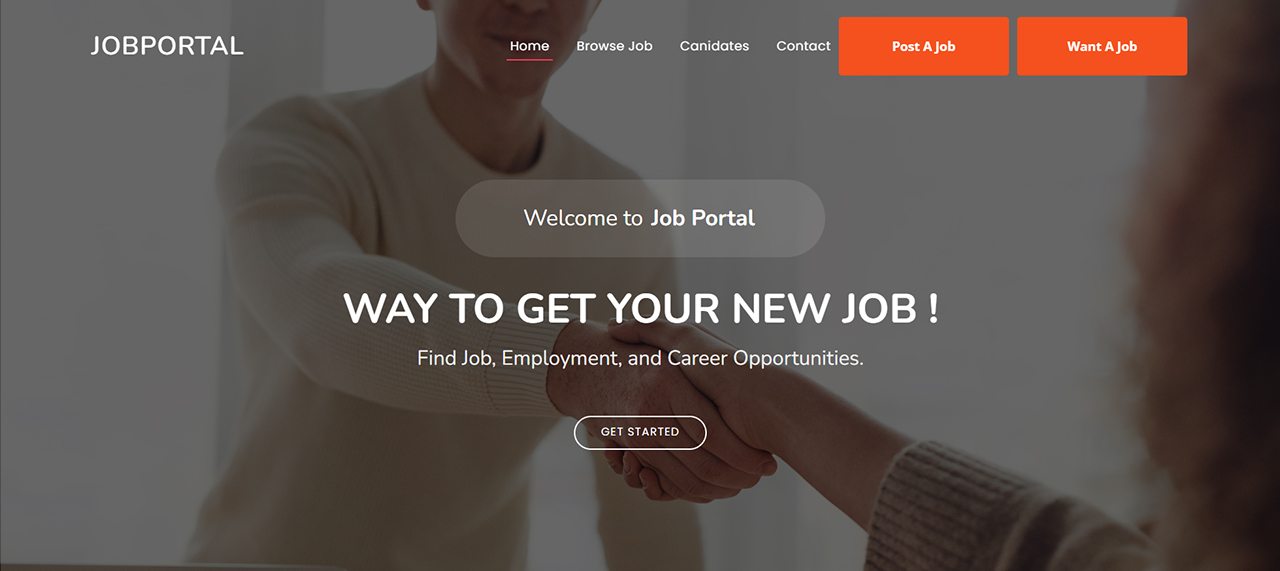 JOBPORTAL
Home Browse Job Canidates Contact Post A Job Want A Job
Welcome to Job Portal
WAY TO GET YOUR NEW JOB !
Find Job, Employment, and Career Opportunities.
GET STARTED